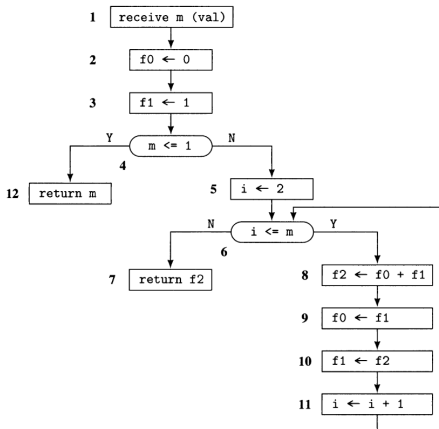 1 receive m (val)
2 f0 ← 0
3 f1 ← 1
Y m <= 1 N
4
12 return m
5 i ← 2
N i <= m Y
6
7 return f2
8 f2 ← f0 + f1
9 f0 ← f1
10 f1 ← f2
11 i ← i + 1